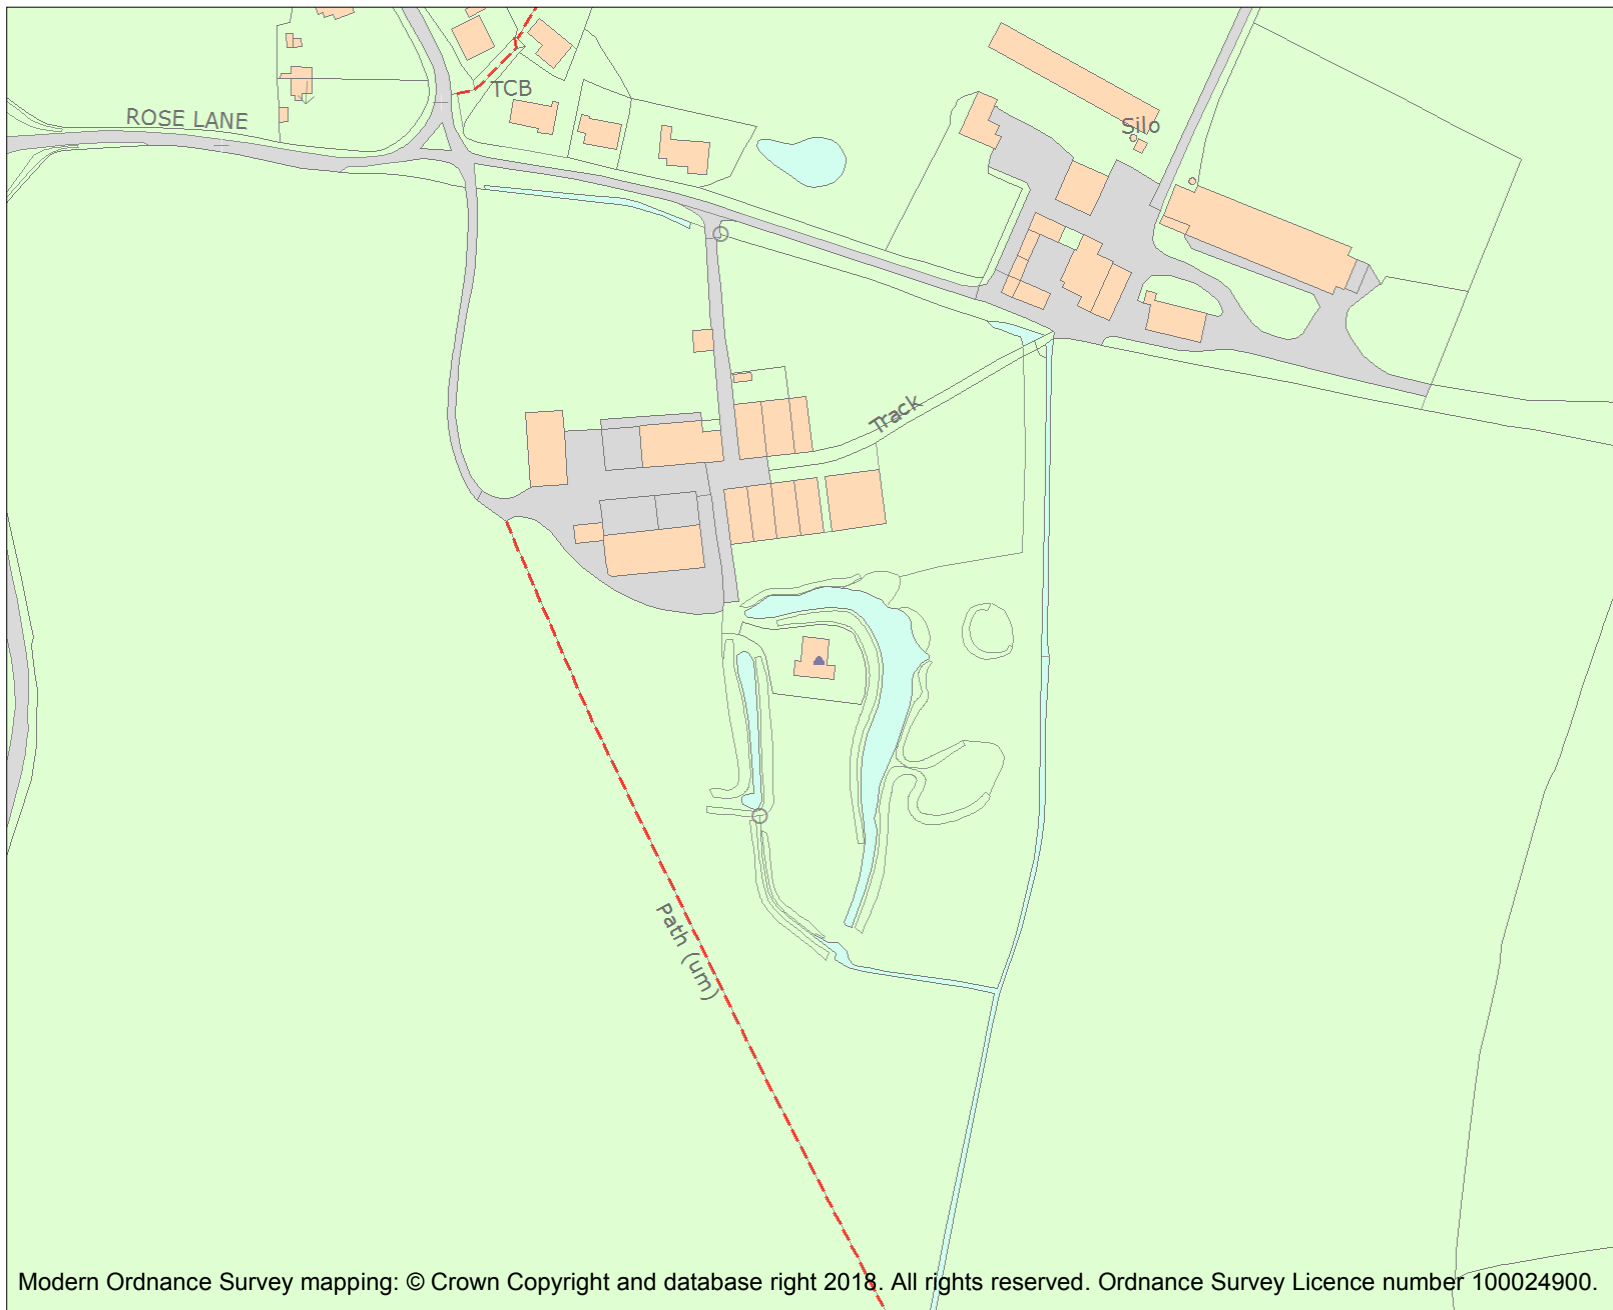 TCB
ROSE LANE
Silo
Track
Path (um)
Modern Ordnance Survey mapping: © Crown Copyright and database right 2018. All rights reserved. Ordnance Survey Licence number 100024900.